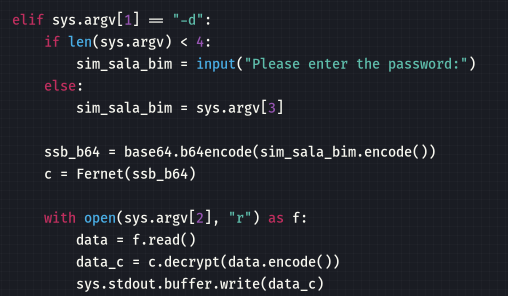 elif sys.argv[1] == "-d":
    if len(sys.argv) < 4:
        sim_sala_bim = input("Please enter the password:")
    else:
        sim_sala_bim = sys.argv[3]

    ssb_b64 = base64.b64encode(sim_sala_bim.encode())
    c = Fernet(ssb_b64)

    with open(sys.argv[2], "r") as f:
        data = f.read()
        data_c = c.decrypt(data.encode())
        sys.stdout.buffer.write(data_c)